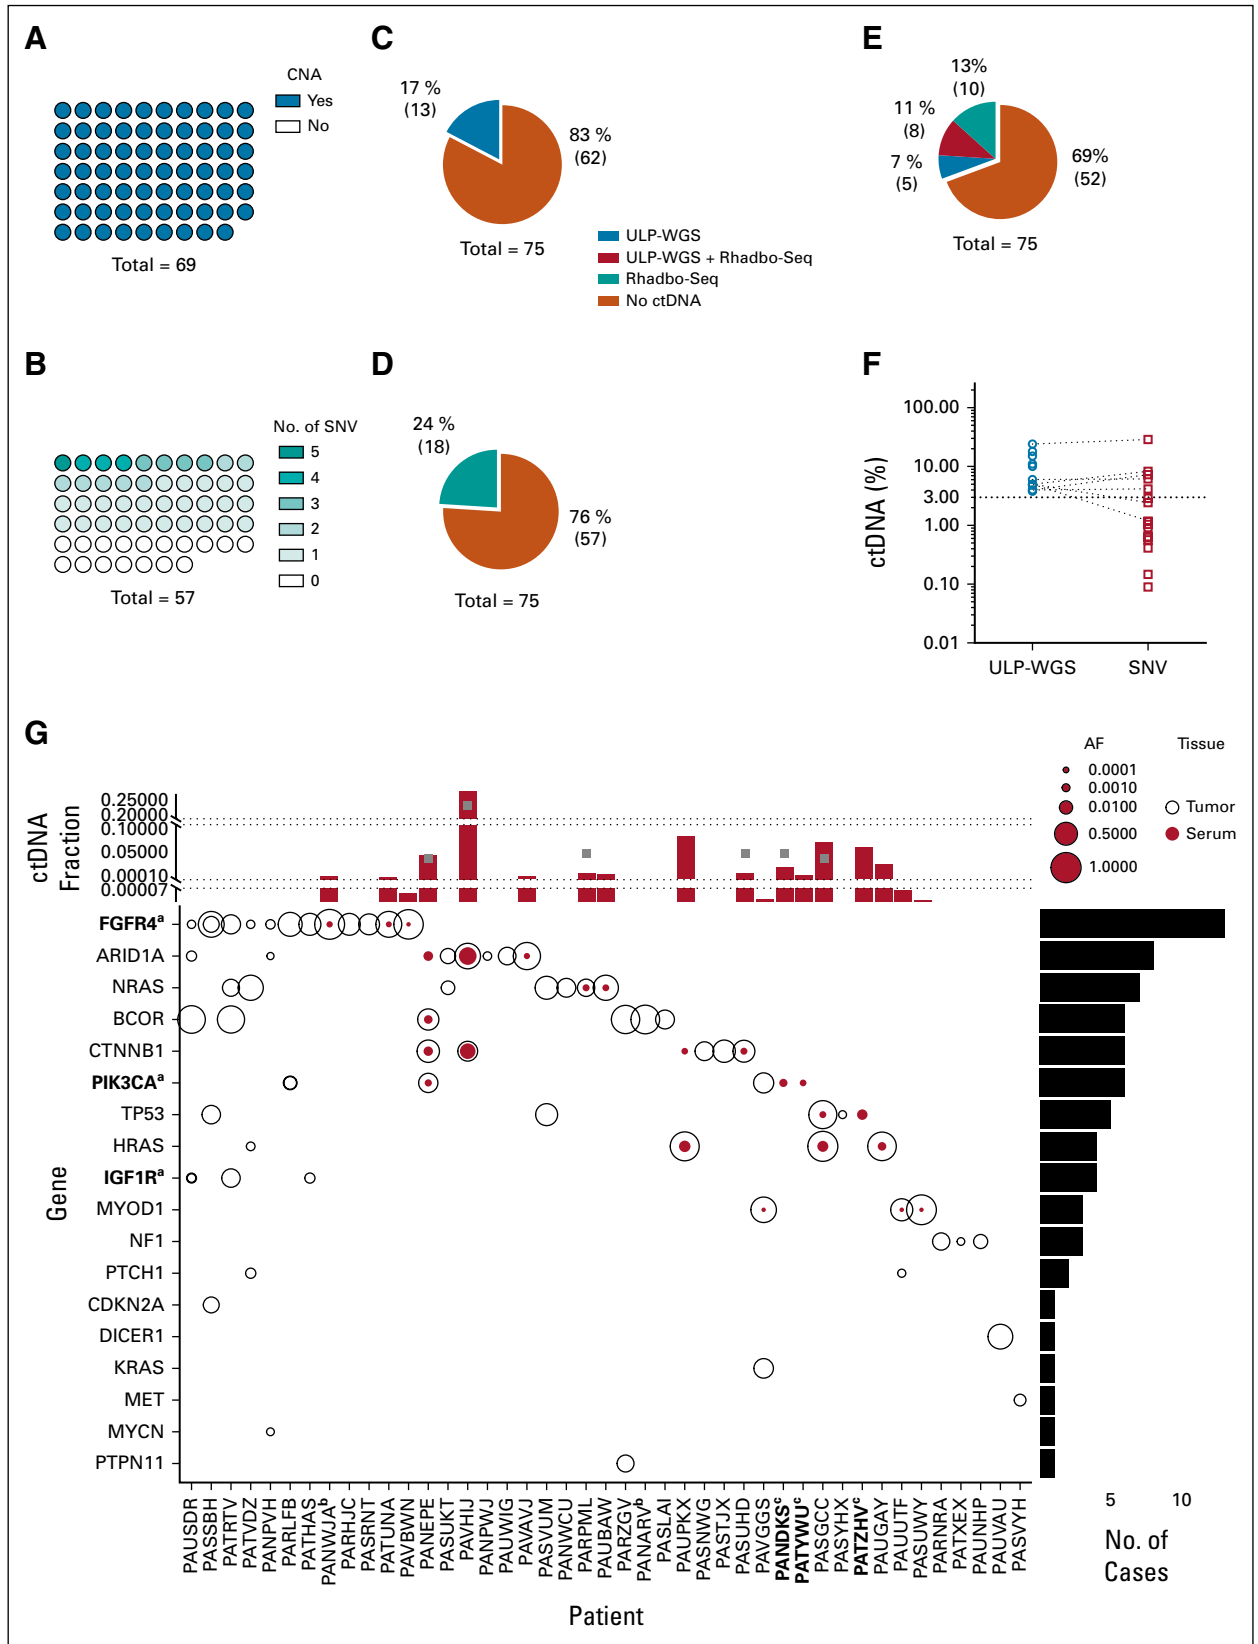 A
CNA
Yes
No
Total = 69
C
17 %
(13)
83 %
(62)
Total = 75
ULP-WGS
ULP-WGS + Rhadbo-Seq
Rhadbo-Seq
No ctDNA
E
13%
(10)
11 %
(8)
7 %
(5)
69%
(52)
Total = 75
B
No. of SNV
5
4
3
2
1
0
Total = 57
D
24 %
(18)
76 %
(57)
Total = 75
F
ctDNA (%)
100.00
10.00
3.00
1.00
0.10
0.01
ULP-WGS
SNV
G
ctDNA
Fraction
0.25000
0.20000
0.10000
0.05000
0.00010
0.00007
AF
0.0001
0.0010
0.0100
0.5000
1.0000
Tissue
Tumor
Serum
Gene
FGFR4a
ARID1A
NRAS
BCOR
CTNNB1
PIK3CAa
TP53
HRAS
IGF1Ra
MYOD1
NF1
PTCH1
CDKN2A
DICER1
KRAS
MET
MYCN
PTPN11
PAUSDR
PASSBH
PATRTV
PATVDZ
PANPVH
PARLFB
PATHAS
PANWJAb
PARHJC
PASRNT
PATUNA
PAVBWN
PANEPE
PASUKT
PAVHIJ
PANPWJ
PAUWIG
PAVAVJ
PASVUM
PANWCU
PARPML
PAUBAW
PARZGV
PANARVb
PASLAI
PAUPKX
PASNWG
PASTJX
PASUHD
PAVGGS
PANDKSc
PATYWUc
PASGCC
PASYHX
PATZHVc
PAUGAY
PAUUTF
PASUWY
PARNRA
PATXEX
PAUNHP
PAUVAU
PASVYH
Patient
5
10
No. of
Cases